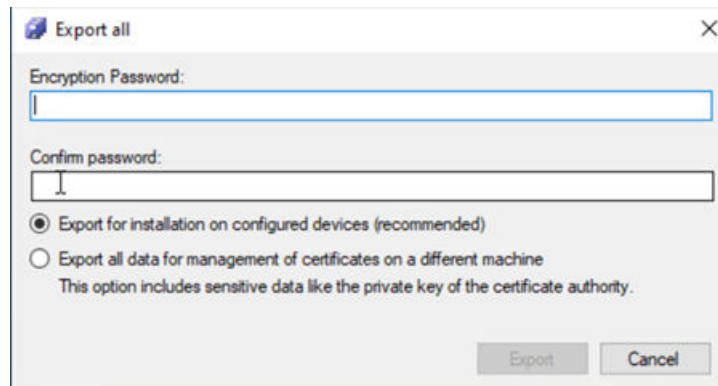 Export all
Encryption Password:
Confirm password:
Export for installation on configured devices (recommended)
Export all data for management of certificates on a different machine
This option includes sensitive data like the private key of the certificate authority.
Export
Cancel